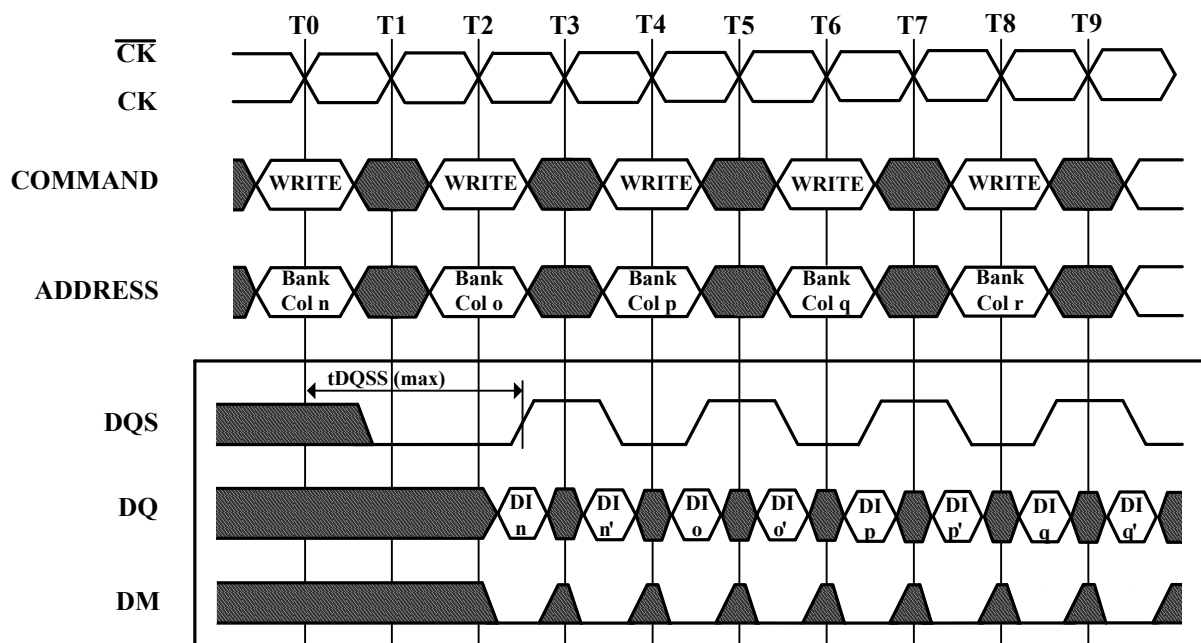 T0 T1 T2 T3 T4 T5 T6 T7 T8 T9
CK
CK
COMMAND WRITE WRITE WRITE WRITE WRITE
ADDRESS
Bank Bank Bank Bank Bank
Col n Col o Col p Col q Col r
tDQSS (max)
DQS
DQ
DI DI DI DI DI DI DI DI
n n' o o' p p' q q'
DM